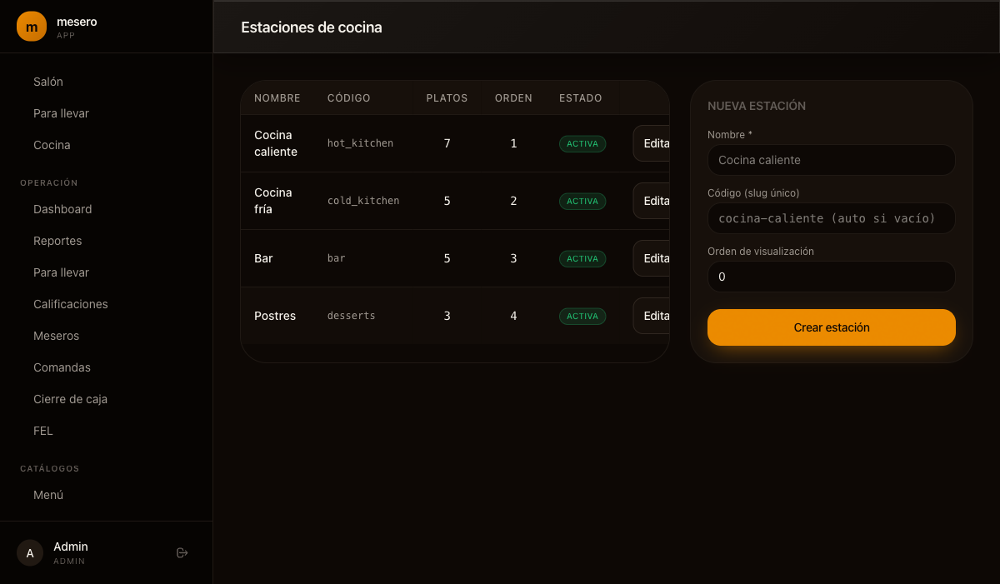 m
mesero
APP
Salón
Para llevar
Cocina
OPERACIÓN
Dashboard
Reportes
Para llevar
Calificaciones
Meseros
Comandas
Cierre de caja
FEL
CATÁLOGOS
Menú
A
Admin
ADMIN
Estaciones de cocina
NOMBRE CÓDIGO PLATOS ORDEN ESTADO
Cocina caliente hot_kitchen 7 1 ACTIVA Edita
Cocina fría cold_kitchen 5 2 ACTIVA Edita
Bar bar 5 3 ACTIVA Edita
Postres desserts 3 4 ACTIVA Edita
NUEVA ESTACIÓN
Nombre *
Cocina caliente
Código (slug único)
cocina-caliente (auto si vacío)
Orden de visualización
0
Crear estación